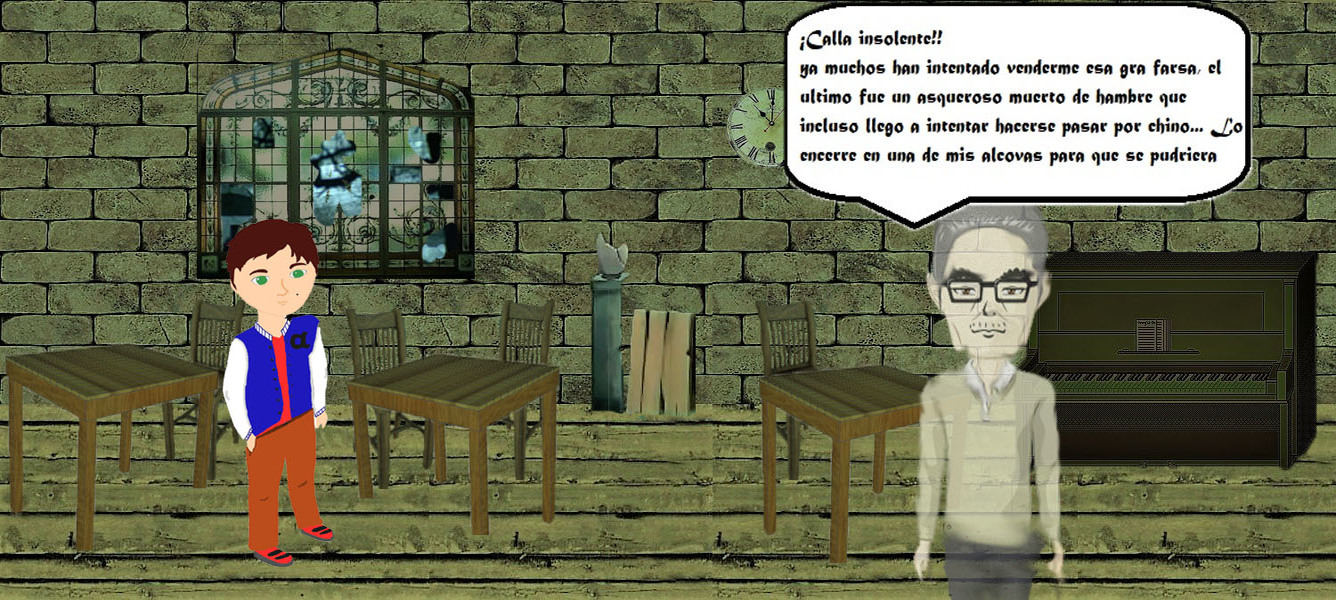 ¡Calla insolente!!
ya muchos han intentado venderme esa gra farsa, el
ultimo fue un asqueroso muerto de hambre que
incluso llego a intentar hacerse pasar por chino... Lo
encerre en una de mis alcovas para que se pudriera
α